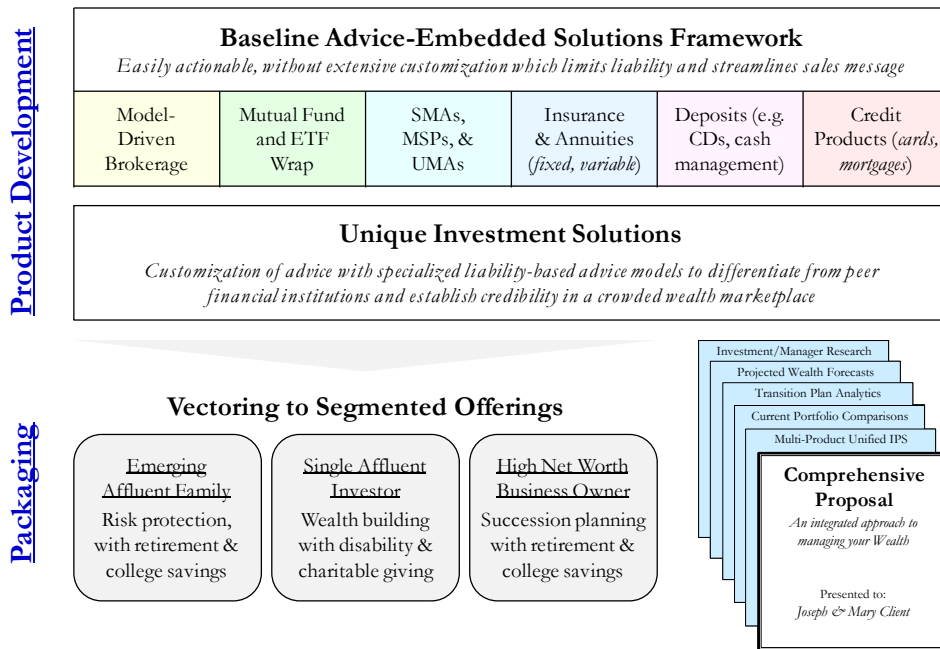 Product Development
Baseline Advice-Embedded Solutions Framework
Easily actionable, without extensive customization which limits liability and streamlines sales message
Model-
Driven
Brokerage
Mutual Fund
and ETF
Wrap
SMAs,
MSPs, &
UMAs
Insurance
& Annuities
(fixed, variable)
Deposits (e.g.
CDs, cash
management)
Credit
Products (cards,
mortgages)
Unique Investment Solutions
Customization of advice with specialized liability-based advice models to differentiate from peer
financial institutions and establish credibility in a crowded wealth marketplace
Packaging
Vectoring to Segmented Offerings
Emerging
Affluent Family
Risk protection,
with retirement &
college savings
Single Affluent
Investor
Wealth building
with disability &
charitable giving
High Net Worth
Business Owner
Succession planning
with retirement &
college savings
Investment/Manager Research
Projected Wealth Forecasts
Transition Plan Analytics
Current Portfolio Comparisons
Multi-Product Unified IPS
Comprehensive
Proposal
An integrated approach to
managing your Wealth
Presented to:
Joseph & Mary Client